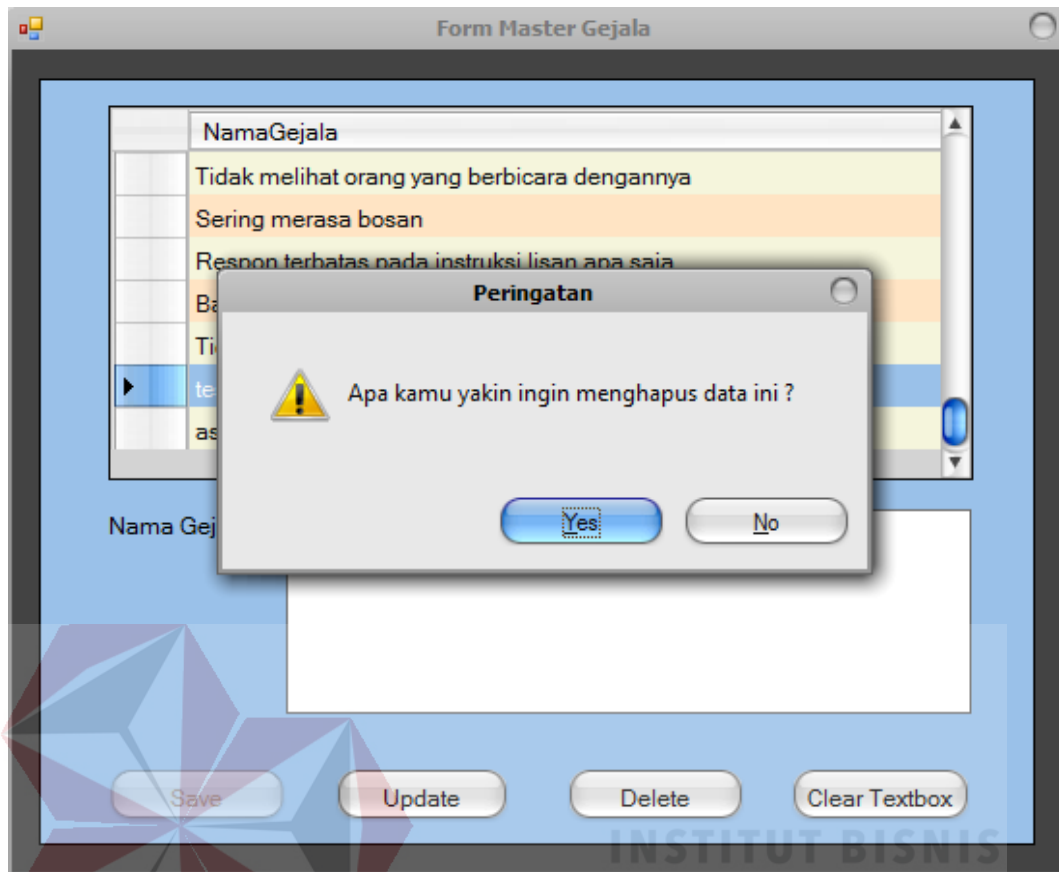 Form Master Gejala
NamaGejala
Tidak melihat orang yang berbicara dengannya
Sering merasa bosan
Respon terbatas pada instruksi lisan apa saja
Peringatan
Apa kamu yakin ingin menghapus data ini ?
Yes
No
Nama
Save
Update
Delete
Clear Textbox
INSTITUT BISNIS